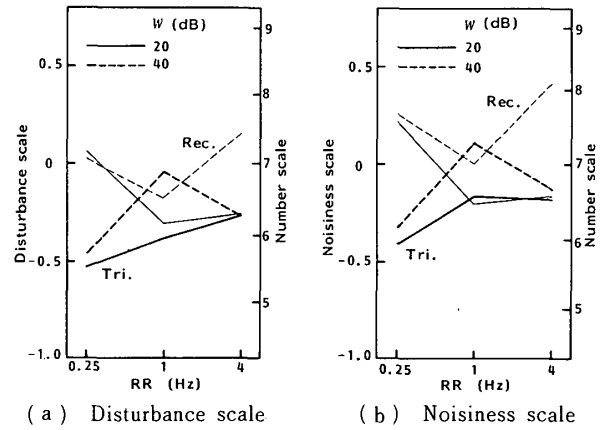 W (dB)
20
40
Rec.
Tri.
0.5
0
-0.5
-1.0
Disturbance scale
9
8
7
6
5
Number scale
0.25
1
4
RR (Hz)
(a) Disturbance scale
W (dB)
20
40
Rec.
Tri.
0.5
0
-0.5
-1.0
Noisiness scale
9
8
7
6
5
Number scale
0.25
1
4
RR (Hz)
(b) Noisiness scale